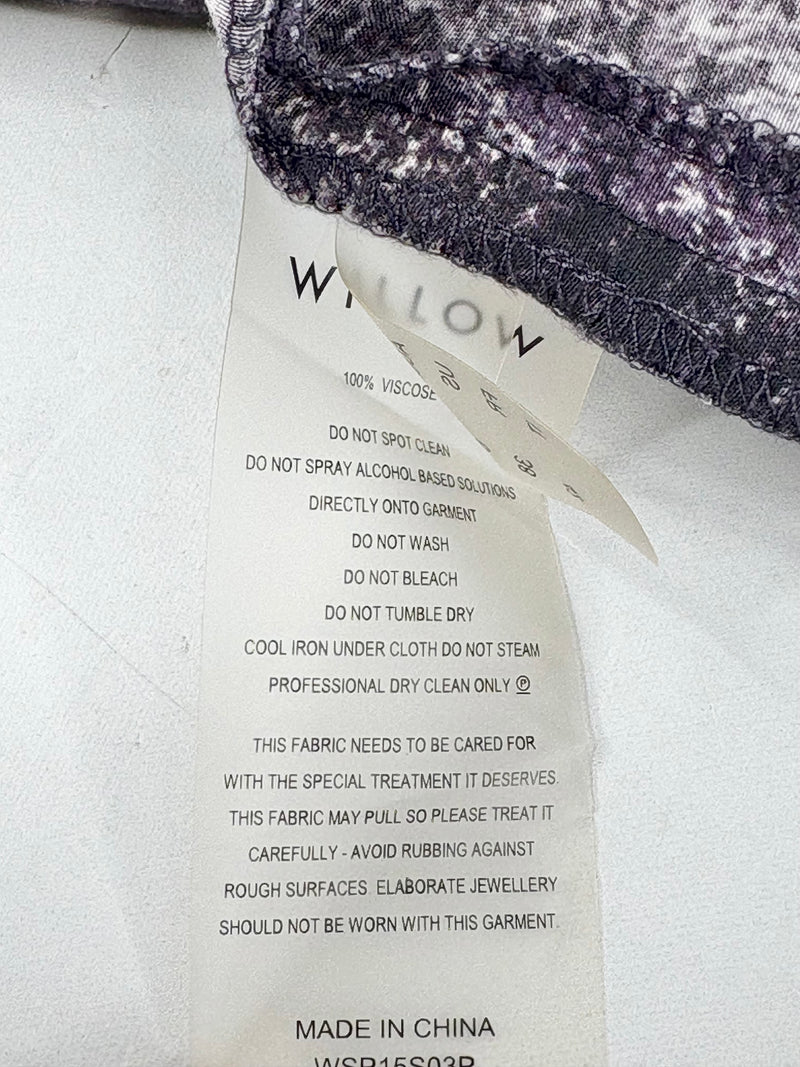 WILLOW
100% VISCOSE
DO NOT SPOT CLEAN
DO NOT SPRAY ALCOHOL BASED SOLUTIONS
DIRECTLY ONTO GARMENT
DO NOT WASH
DO NOT BLEACH
DO NOT TUMBLE DRY
COOL IRON UNDER CLOTH DO NOT STEAM
PROFESSIONAL DRY CLEAN ONLY Ⓟ
THIS FABRIC NEEDS TO BE CARED FOR
WITH THE SPECIAL TREATMENT IT DESERVES.
THIS FABRIC MAY PULL SO PLEASE TREAT IT
CAREFULLY - AVOID RUBBING AGAINST
ROUGH SURFACES. ELABORATE JEWELLERY
SHOULD NOT BE WORN WITH THIS GARMENT.
MADE IN CHINA